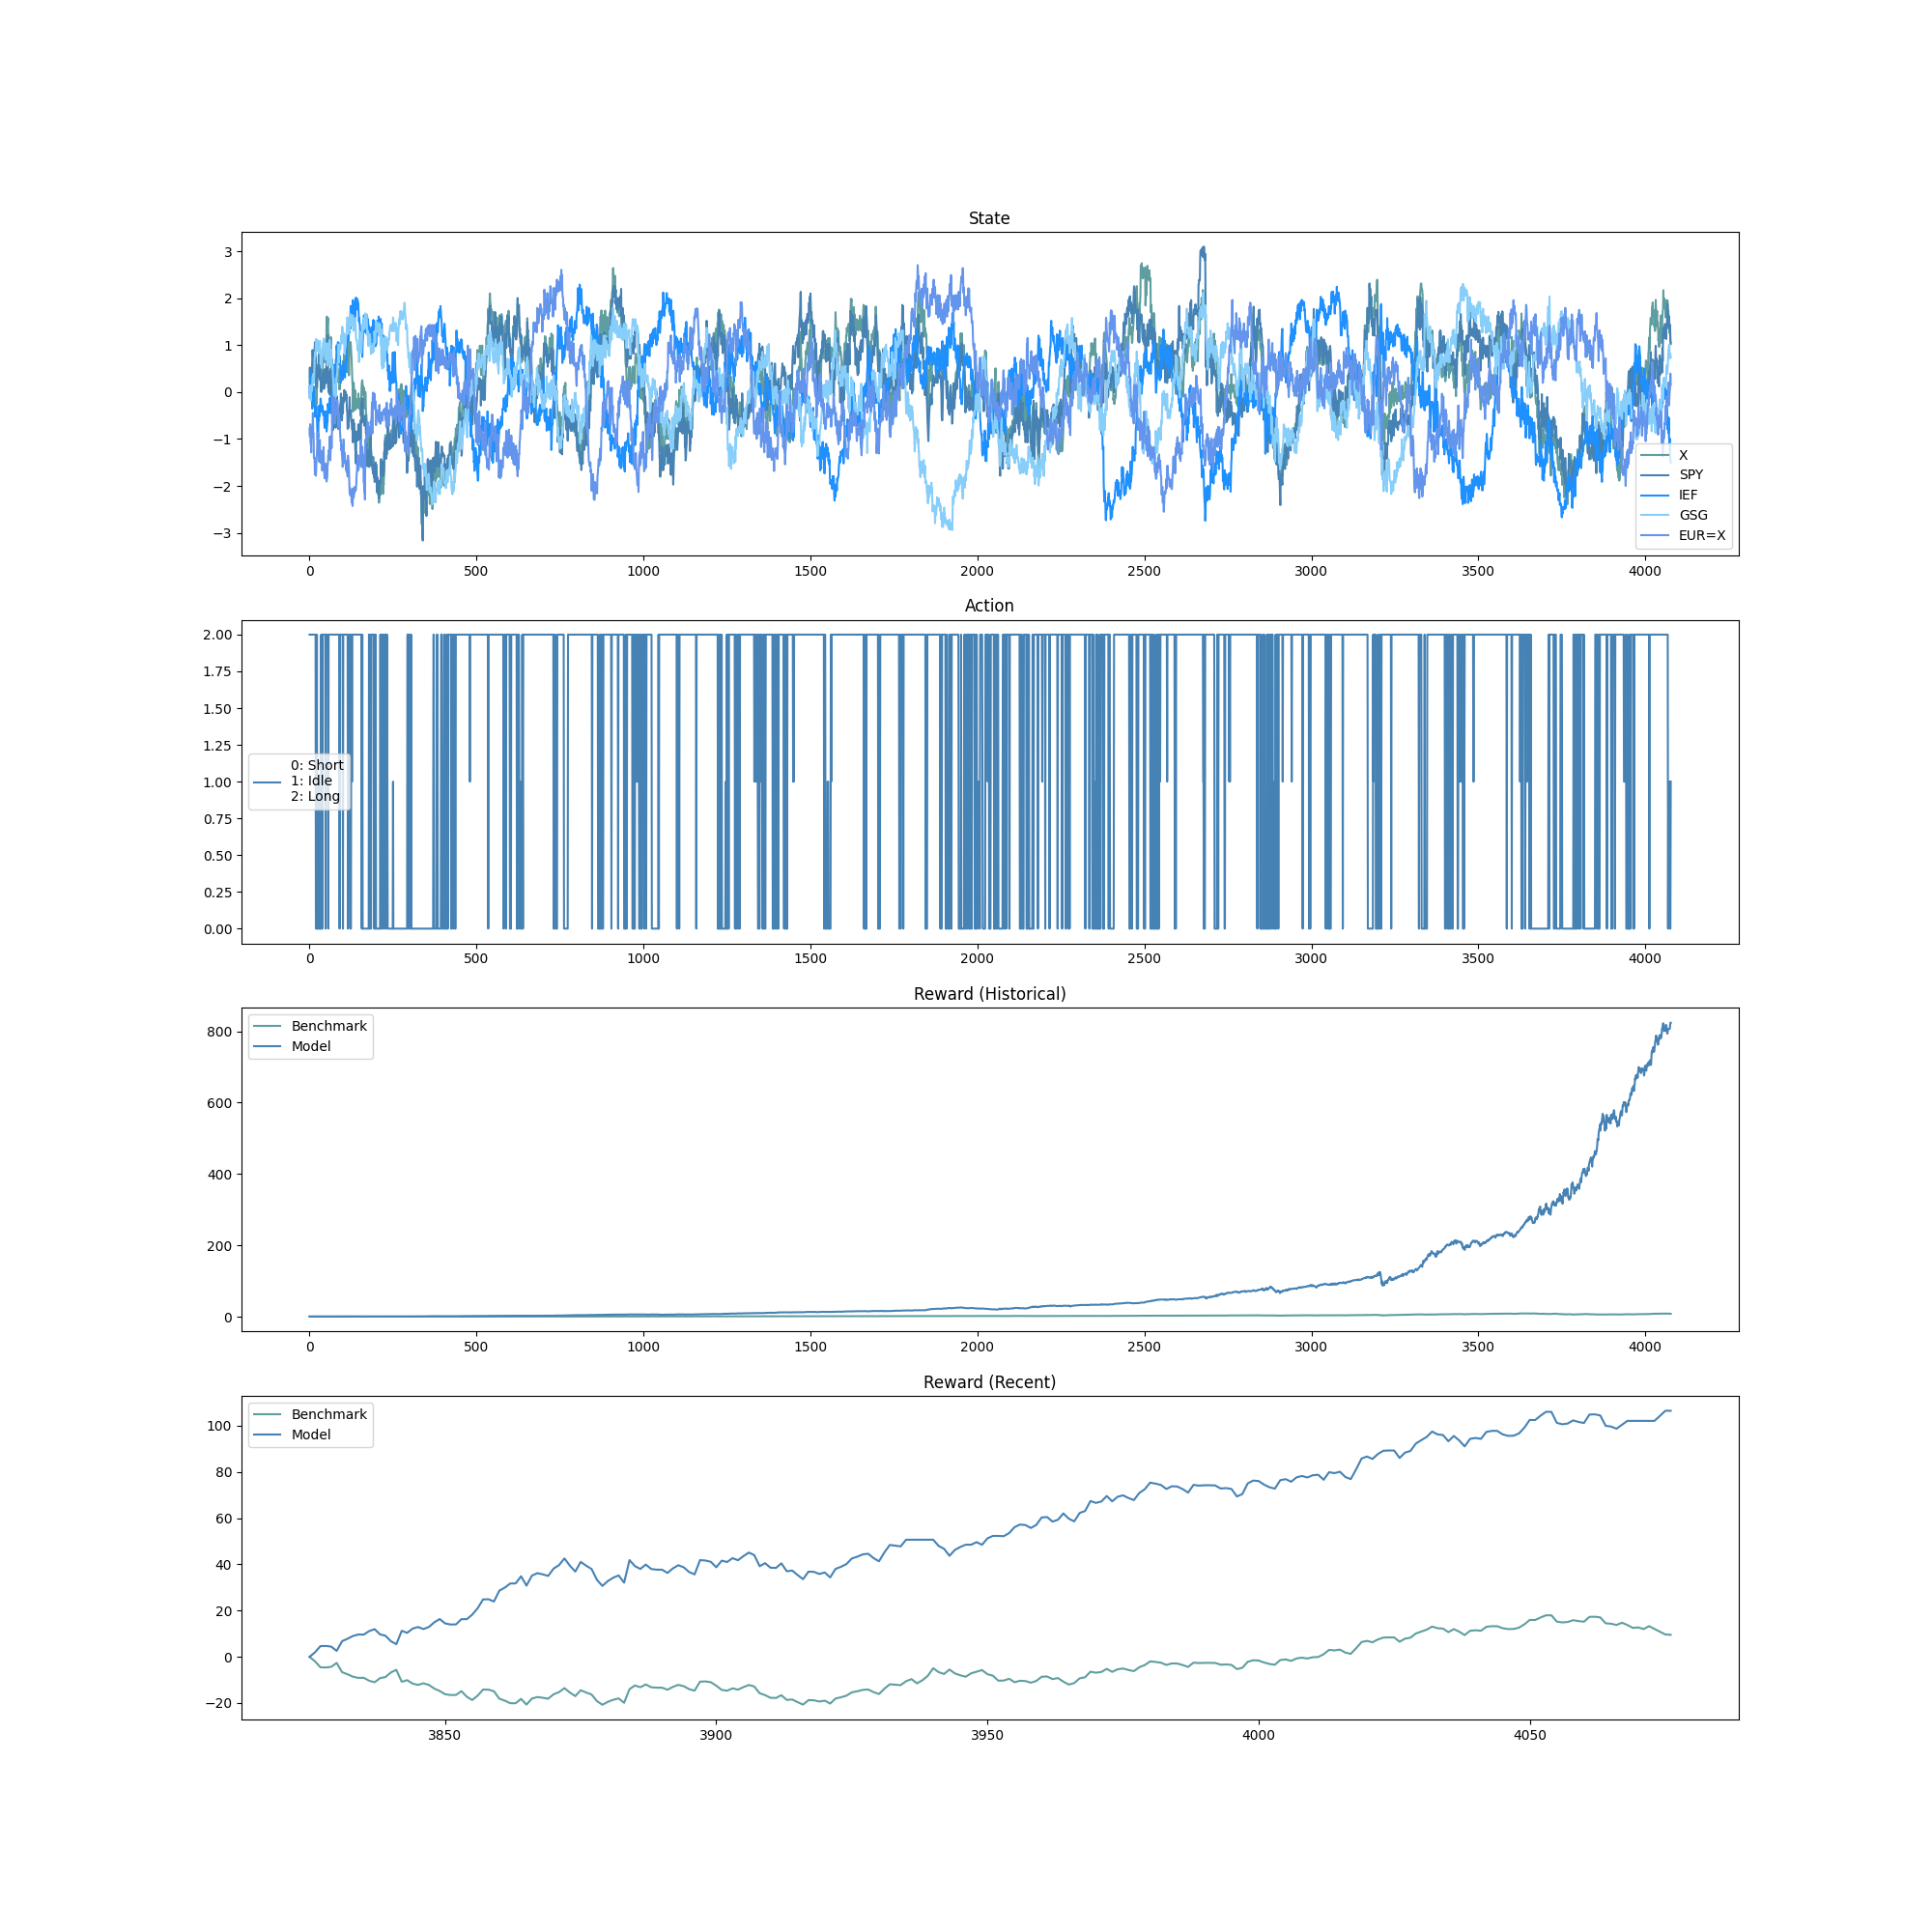 State
3
2
1
0
−1
−2
−3
X
SPY
IEF
GSG
EUR=X
0 500 1000 1500 2000 2500 3000 3500 4000
Action
2.00
1.75
1.50
1.25
1.00
0.75
0.50
0.25
0.00
0: Short
1: Idle
2: Long
0 500 1000 1500 2000 2500 3000 3500 4000
Reward (Historical)
Benchmark
Model
800
600
400
200
0
0 500 1000 1500 2000 2500 3000 3500 4000
Reward (Recent)
Benchmark
Model
100
80
60
40
20
0
−20
3850 3900 3950 4000 4050